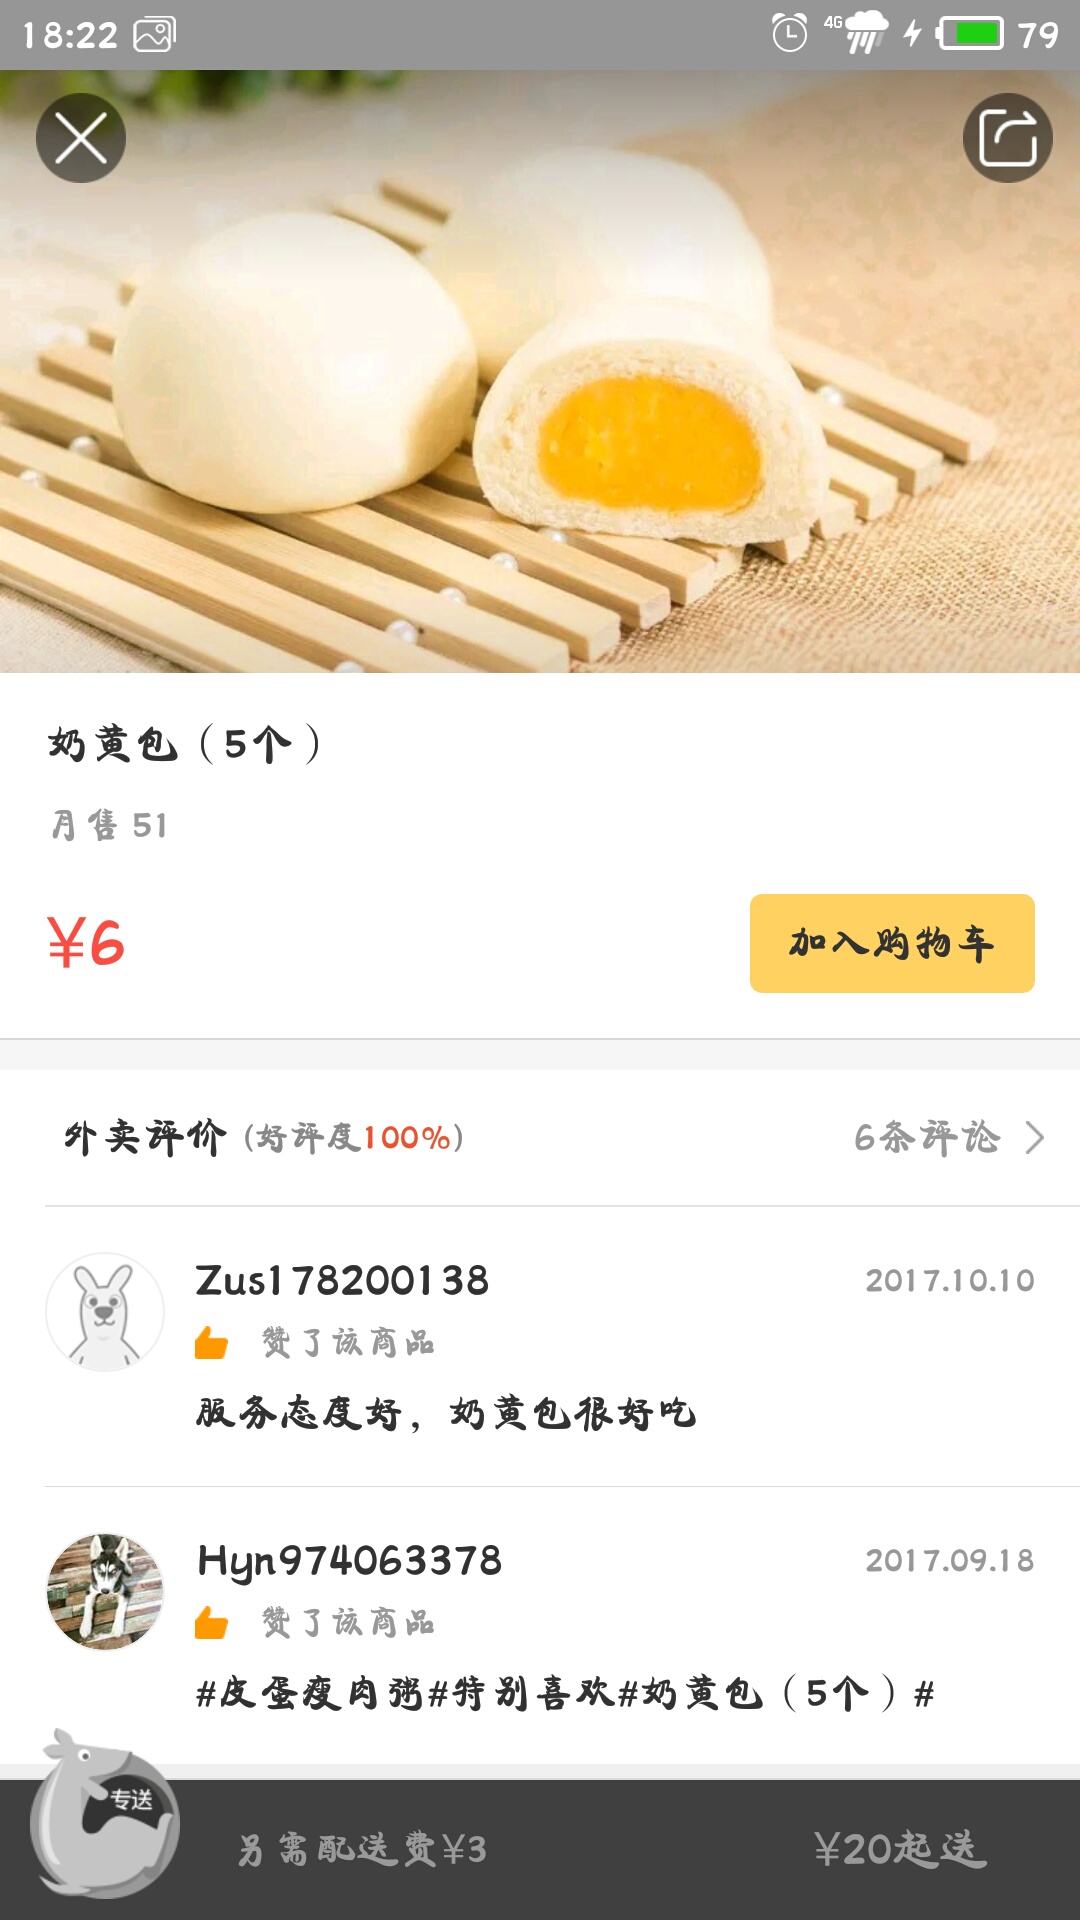 18:22
4G
79
奶黄包（5个）
月售 51
¥6
加入购物车
外卖评价 (好评度100%)
6条评论
Zus178200138
2017.10.10
赞了该商品
服务态度好，奶黄包很好吃
Hyn974063378
2017.09.18
赞了该商品
#皮蛋瘦肉粥#特别喜欢#奶黄包（5个）#
专送
另需配送费¥3
¥20起送